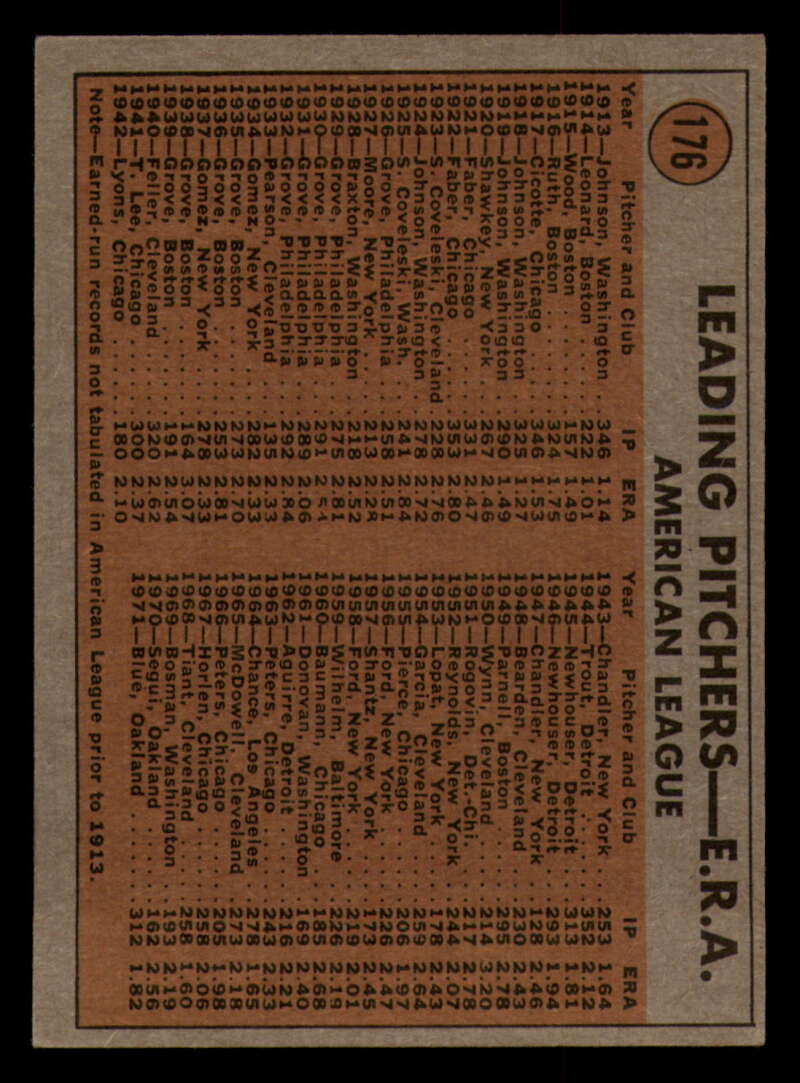 176
LEADING PITCHERS—E.R.A.
AMERICAN LEAGUE
Year Pitcher and Club IP ERA
1913—Johnson, Washington . . 346 1.14
1914—Leonard, Boston . . . . . . 222 1.01
1915—Wood, Boston . . . . . . . . 157 1.49
1916—Ruth, Boston . . . . . . . . 324 1.75
1917—Cicotte, Chicago . . . . . . 346 1.53
1918—Johnson, Washington . . 325 1.27
1919—Johnson, Washington . . 290 1.49
1920—Shawkey, New York . . . . 267 2.46
1921—Faber, Chicago . . . . . . . 331 2.47
1922—Faber, Chicago . . . . . . . 353 2.80
1923—S. Coveleski, Cleveland . 228 2.76
1924—Johnson, Washington . . 278 2.72
1925—S. Coveleski, Wash. . . . . 241 2.84
1926—Grove, Philadelphia . . . . 258 2.51
1927—Moore, New York . . . . . 213 2.28
1928—Braxton, Washington . . 218 2.52
1929—Grove, Philadelphia . . . . 275 2.81
1930—Grove, Philadelphia . . . . 291 2.54
1931—Grove, Philadelphia . . . . 289 2.06
1932—Grove, Philadelphia . . . . 292 2.84
1933—Pearson, Cleveland . . . . 135 2.33
1934—Gomez, New York . . . . . 282 2.33
1935—Grove, Boston . . . . . . . . 273 2.70
1936—Grove, Boston . . . . . . . . 253 2.81
1937—Gomez, New York . . . . . 278 2.33
1938—Grove, Boston . . . . . . . . 164 3.07
1939—Grove, Boston . . . . . . . . 191 2.54
1940—Feller, Cleveland . . . . . . 320 2.62
1941—T. Lee, Chicago . . . . . . . 300 2.37
1942—Lyons, Chicago . . . . . . . 180 2.10
Year Pitcher and Club IP ERA
1943—Chandler, New York . . . 253 1.64
1944—Trout, Detroit . . . . . . . . 352 2.12
1945—Newhouser, Detroit . . . . 313 1.81
1946—Newhouser, Detroit . . . . 293 1.94
1947—Chandler, New York . . . 128 2.46
1948—Bearden, Cleveland . . . . 230 2.43
1949—Parnell, Boston . . . . . . . 295 2.78
1950—Wynn, Cleveland . . . . . . 214 3.20
1951—Rogovin, Det.-Chi. . . . . . 217 2.78
1952—Reynolds, New York . . . 244 2.07
1953—Lopat, New York . . . . . . 178 2.43
1954—Garcia, Cleveland . . . . . 259 2.64
1955—Pierce, Chicago . . . . . . . 206 1.97
1956—Ford, New York . . . . . . . 226 2.47
1957—Shantz, New York . . . . . 173 2.45
1958—Ford, New York . . . . . . . 219 2.01
1959—Wilhelm, Baltimore . . . . 226 2.19
1960—Baumann, Chicago . . . . . 185 2.68
1961—Donovan, Washington . . 169 2.40
1962—Aguirre, Detroit . . . . . . . 216 2.21
1963—Peters, Chicago . . . . . . . 243 2.33
1964—Chance, Los Angeles . . . 278 1.65
1965—McDowell, Cleveland . . . 273 2.18
1966—Peters, Chicago . . . . . . . 205 1.98
1967—Horlen, Chicago . . . . . . . 258 2.06
1968—Tiant, Cleveland . . . . . . 258 1.60
1969—Bosman, Washington . . . 193 2.19
1970—Segui, Oakland . . . . . . . 162 2.56
1971—Blue, Oakland . . . . . . . . 312 1.82
Note—Earned-run records not tabulated in American League prior to 1913.